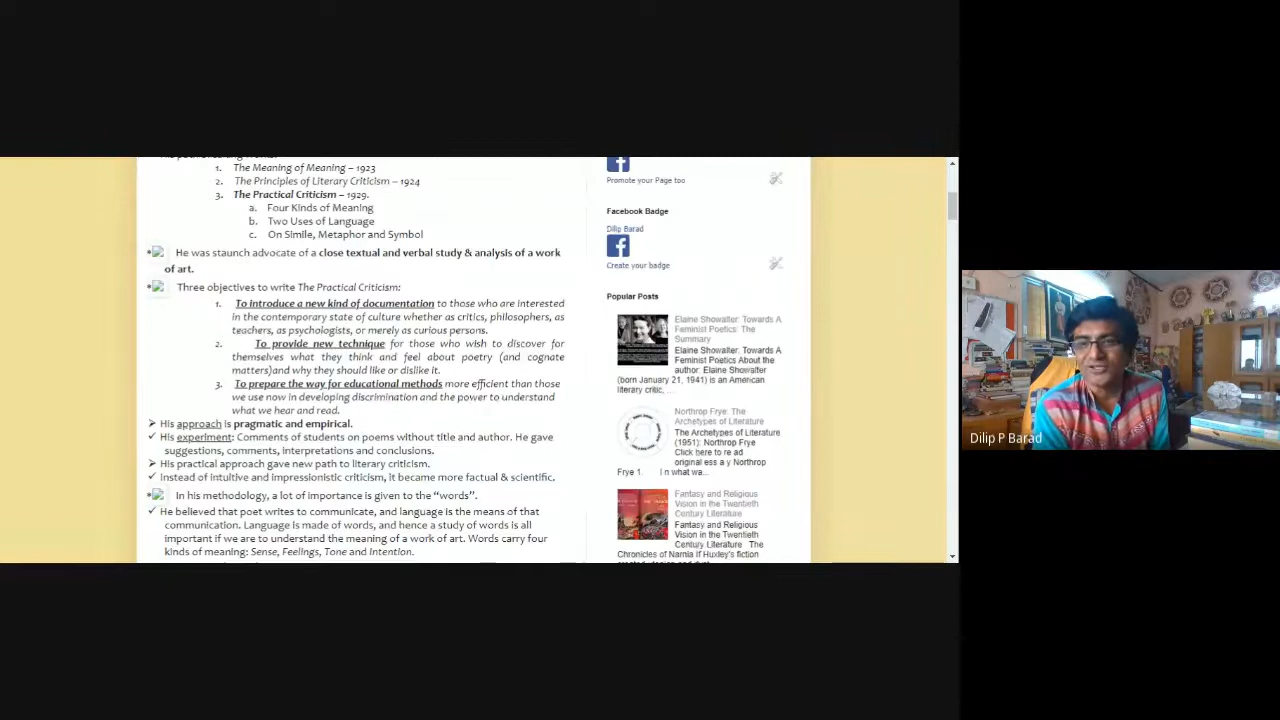 1. The Meaning of Meaning – 1923
2. The Principles of Literary Criticism – 1924
3. The Practical Criticism – 1929.
a. Four Kinds of Meaning
b. Two Uses of Language
c. On Simile, Metaphor and Symbol
He was staunch advocate of a close textual and verbal study & analysis of a work
of art.
Three objectives to write The Practical Criticism:
1. To introduce a new kind of documentation to those who are interested
in the contemporary state of culture whether as critics, philosophers, as
teachers, as psychologists, or merely as curious persons.
2. To provide new technique for those who wish to discover for
themselves what they think and feel about poetry (and cognate
matters)and why they should like or dislike it.
3. To prepare the way for educational methods more efficient than those
we use now in developing discrimination and the power to understand
what we hear and read.
➢ His approach is pragmatic and empirical.
✓ His experiment: Comments of students on poems without title and author. He gave
suggestions, comments, interpretations and conclusions.
➢ His practical approach gave new path to literary criticism.
✓ Instead of intuitive and impressionistic criticism, it became more factual & scientific.
In his methodology, a lot of importance is given to the “words”.
✓ He believed that poet writes to communicate, and language is the means of that
communication. Language is made of words, and hence a study of words is all
important if we are to understand the meaning of a work of art. Words carry four
kinds of meaning: Sense, Feelings, Tone and Intention.
Promote your Page too
Facebook Badge
Dilip Barad
Create your badge
Popular Posts
Elaine Showalter: Towards A
Feminist Poetics: The
Summary
Elaine Showalter: Towards A
Feminist Poetics About the
author: Elaine Showalter
(born January 21, 1941) is an American
literary critic, ...
Northrop Frye: The
Archetypes of Literature
The Archetypes of Literature
(1951): Northrop Frye
Click here to re ad
original ess a y Northrop
Frye 1. I n what wa...
Fantasy and Religious
Vision in the Twentieth
Century Literature
Fantasy and Religious
Vision in the Twentieth
Century Literature The
Chronicles of Narnia If Huxley's fiction
Dilip P Barad